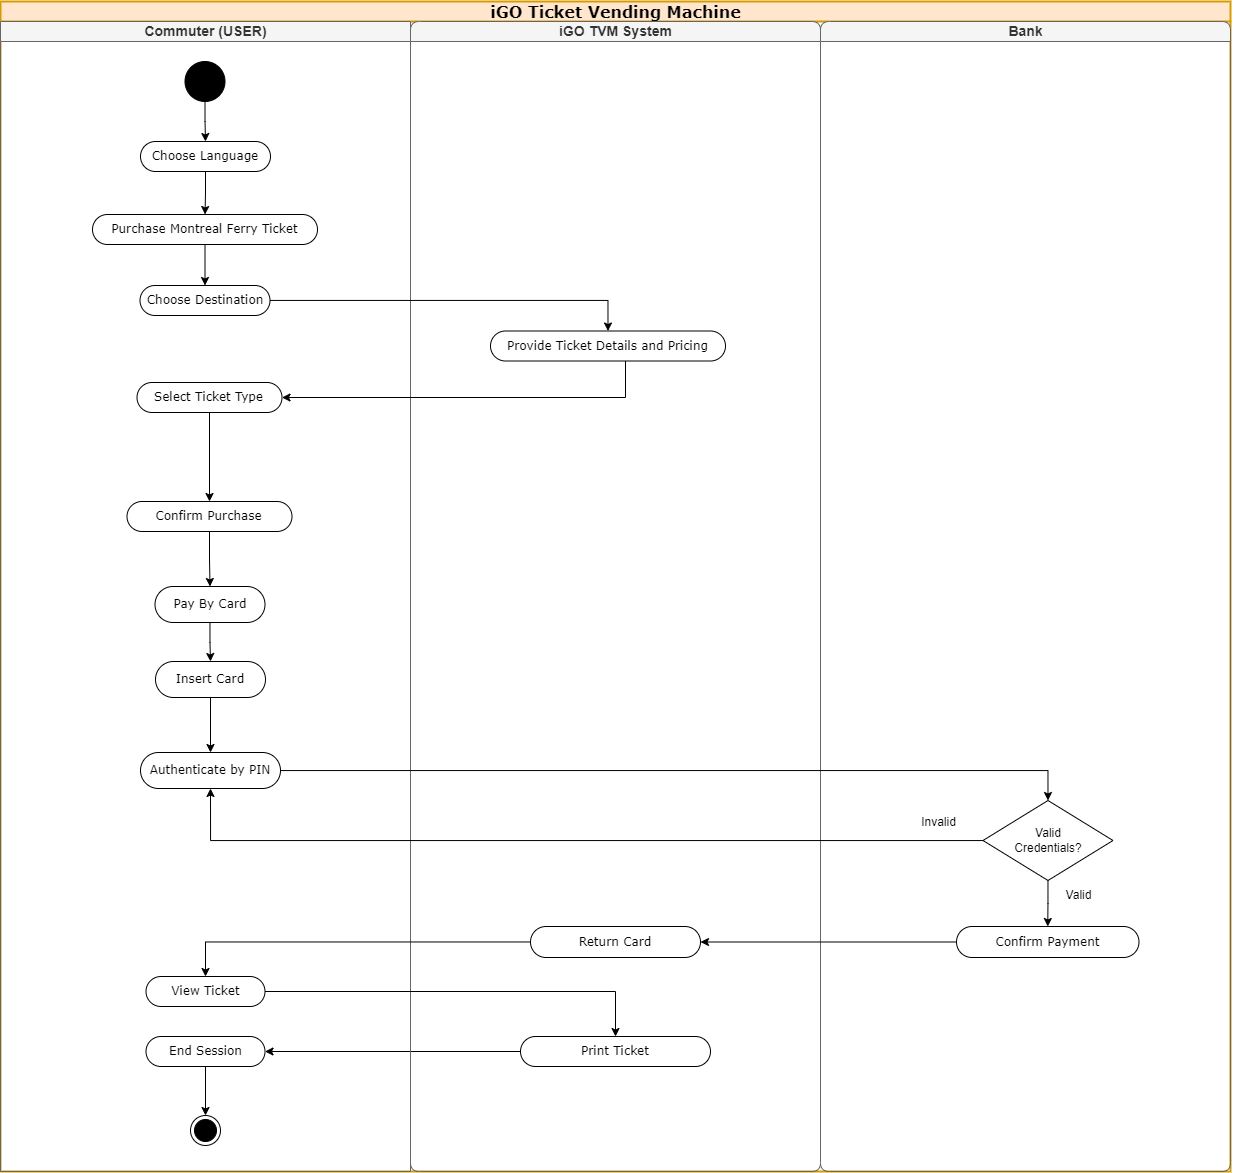 iGO Ticket Vending Machine
Commuter (USER)
iGO TVM System
Bank
Choose Language
Purchase Montreal Ferry Ticket
Choose Destination
Provide Ticket Details and Pricing
Select Ticket Type
Confirm Purchase
Pay By Card
Insert Card
Authenticate by PIN
Invalid
Valid
Credentials?
Valid
Return Card
Confirm Payment
View Ticket
End Session
Print Ticket